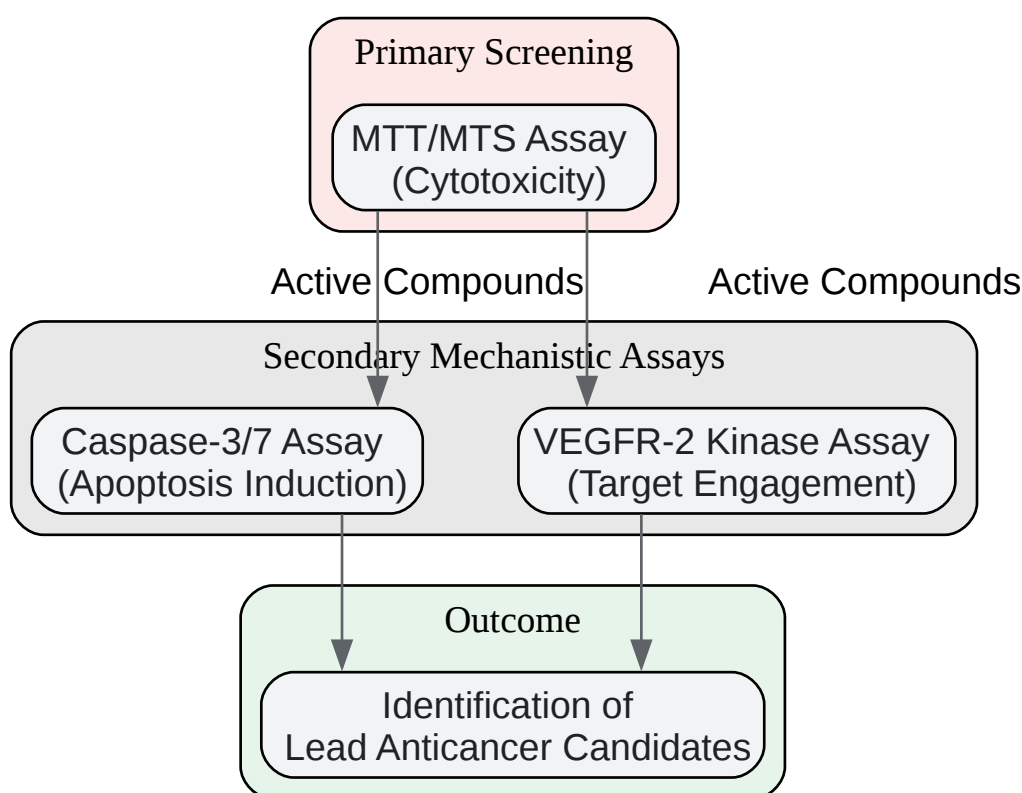 Primary Screening
MTT/MTS Assay
(Cytotoxicity)
Active Compounds
Active Compounds
Secondary Mechanistic Assays
Caspase-3/7 Assay
(Apoptosis Induction)
VEGFR-2 Kinase Assay
(Target Engagement)
Outcome
Identification of
Lead Anticancer Candidates